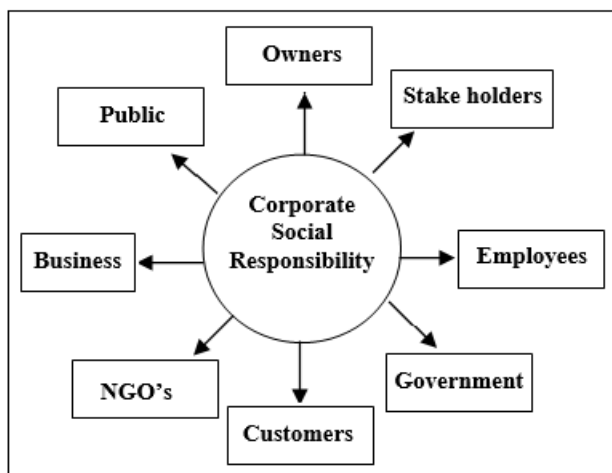 Owners
Stake holders
Public
Corporate
Social
Responsibility
Business
Employees
NGO’s
Government
Customers